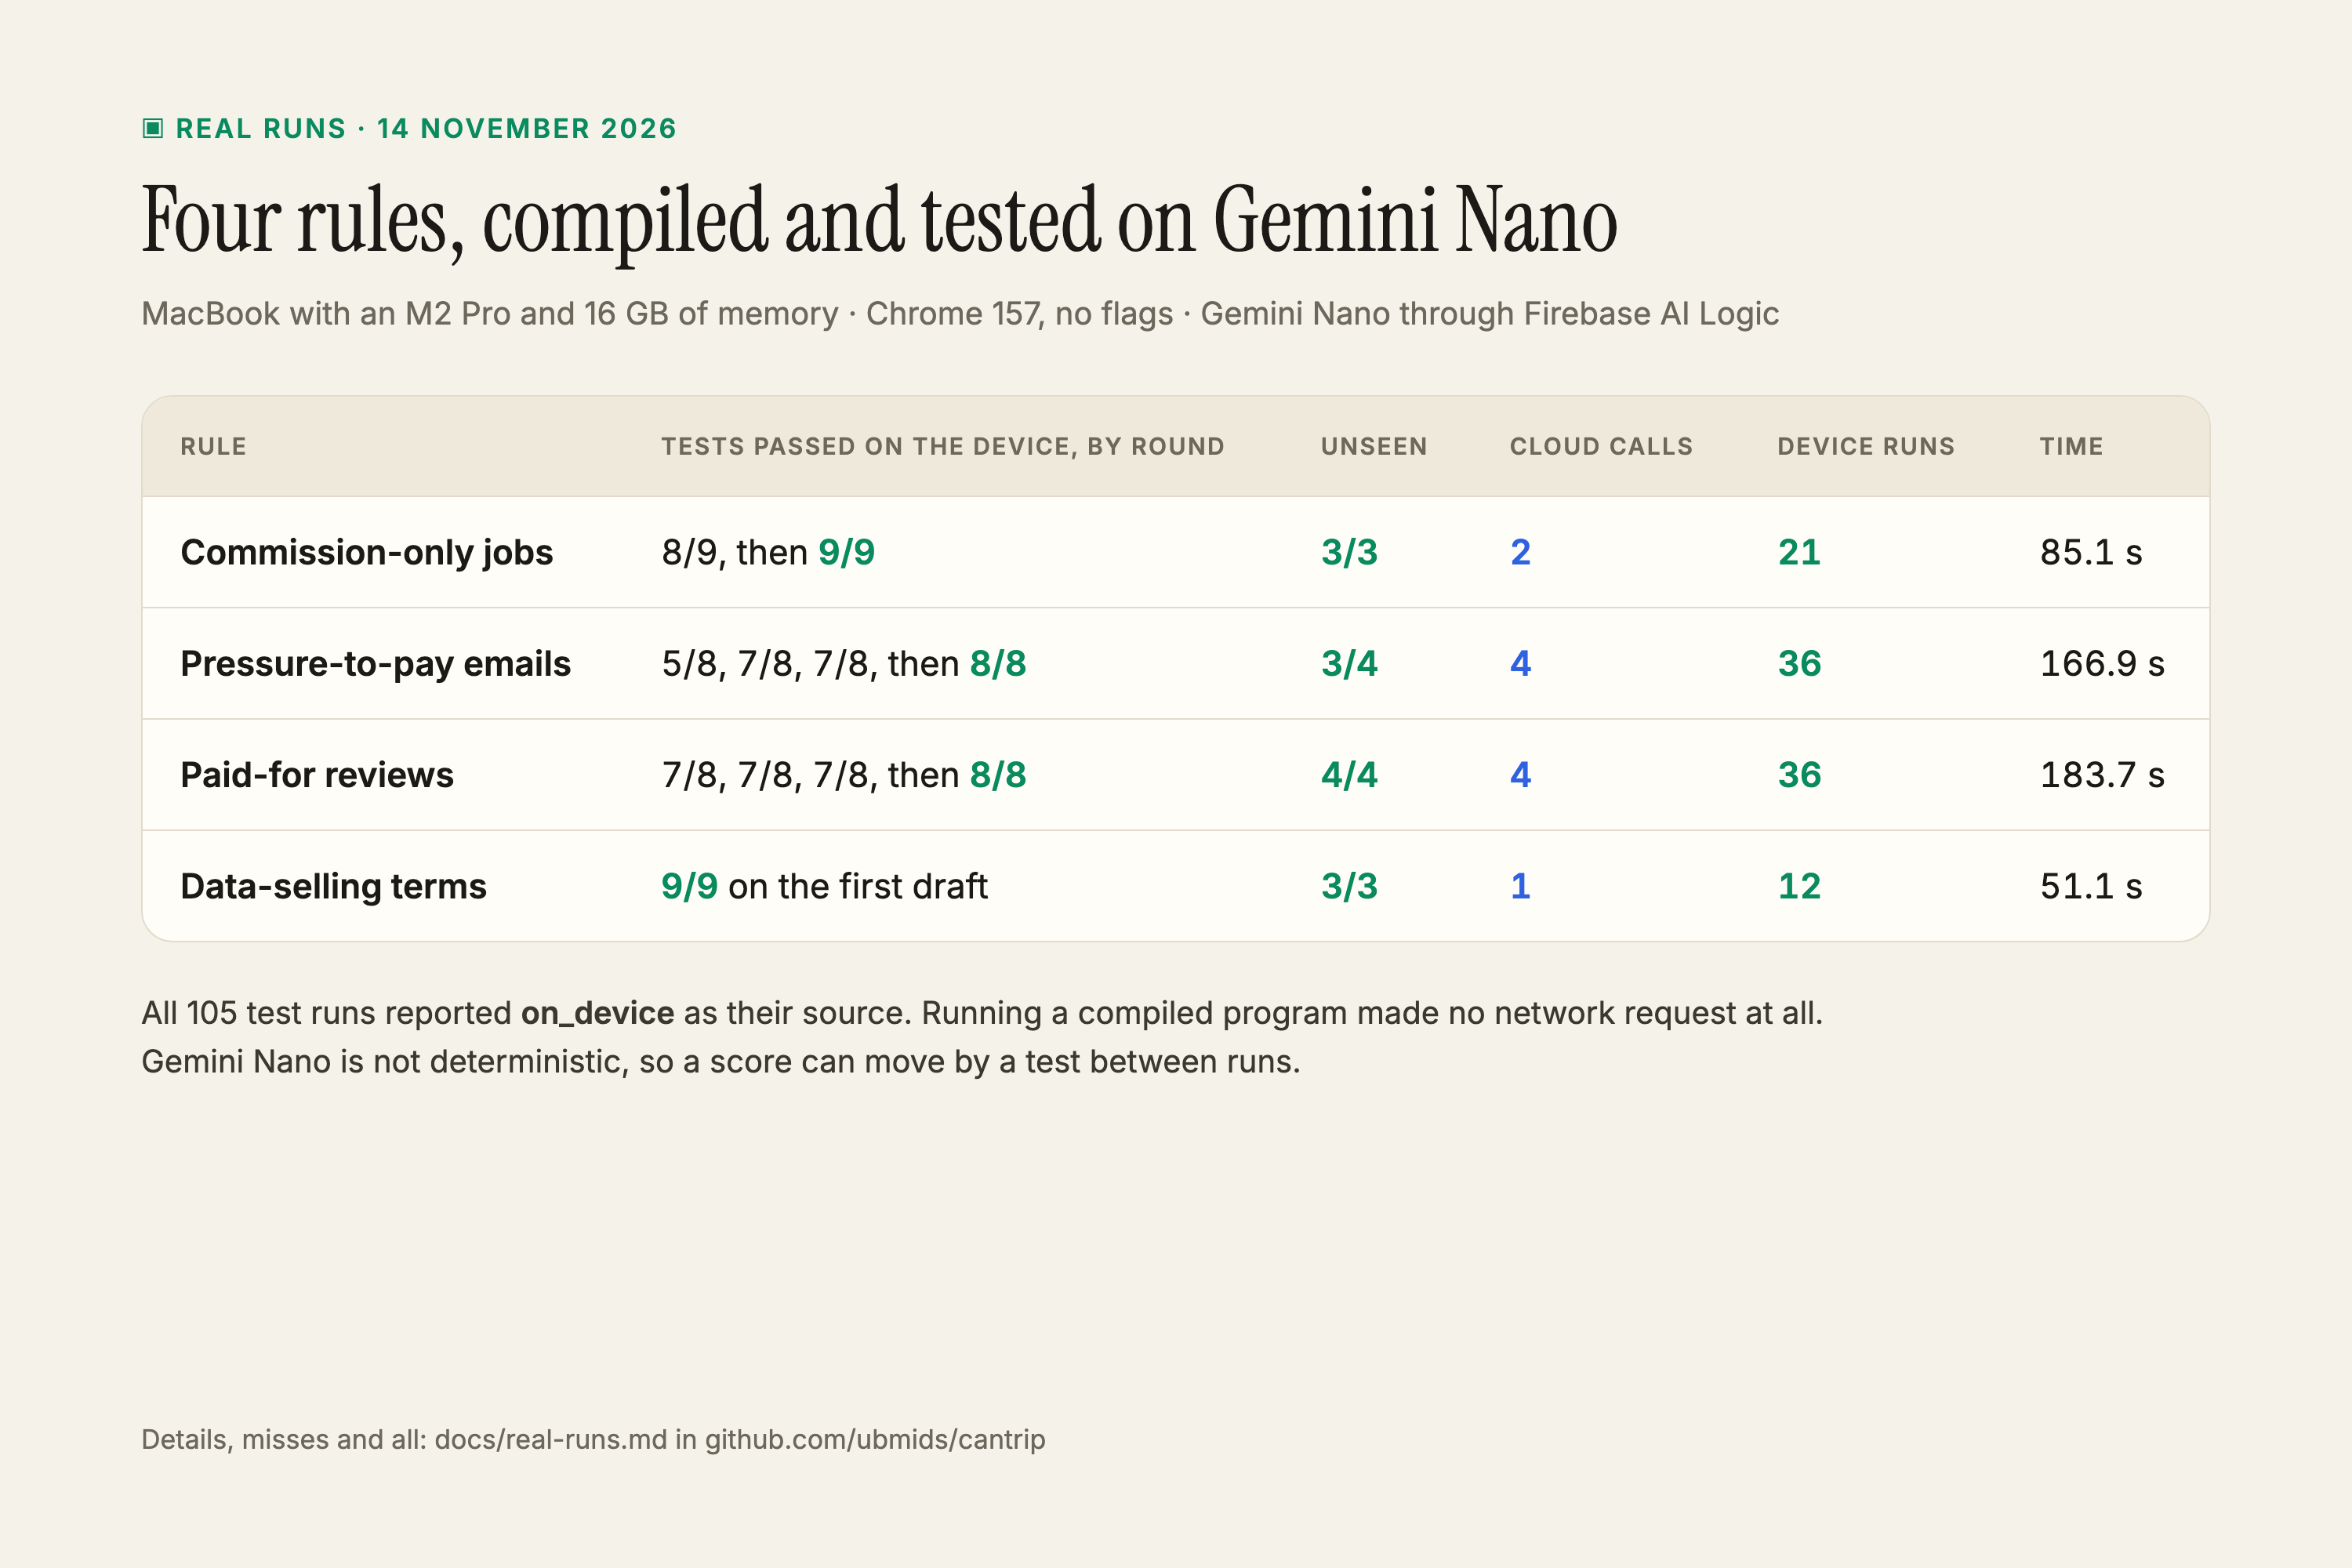 ▣ REAL RUNS · 14 NOVEMBER 2026
Four rules, compiled and tested on Gemini Nano
MacBook with an M2 Pro and 16 GB of memory · Chrome 157, no flags · Gemini Nano through Firebase AI Logic
RULE TESTS PASSED ON THE DEVICE, BY ROUND UNSEEN CLOUD CALLS DEVICE RUNS TIME
Commission-only jobs 8/9, then 9/9 3/3 2 21 85.1 s
Pressure-to-pay emails 5/8, 7/8, 7/8, then 8/8 3/4 4 36 166.9 s
Paid-for reviews 7/8, 7/8, 7/8, then 8/8 4/4 4 36 183.7 s
Data-selling terms 9/9 on the first draft 3/3 1 12 51.1 s
All 105 test runs reported on_device as their source. Running a compiled program made no network request at all.
Gemini Nano is not deterministic, so a score can move by a test between runs.
Details, misses and all: docs/real-runs.md in github.com/ubmids/cantrip